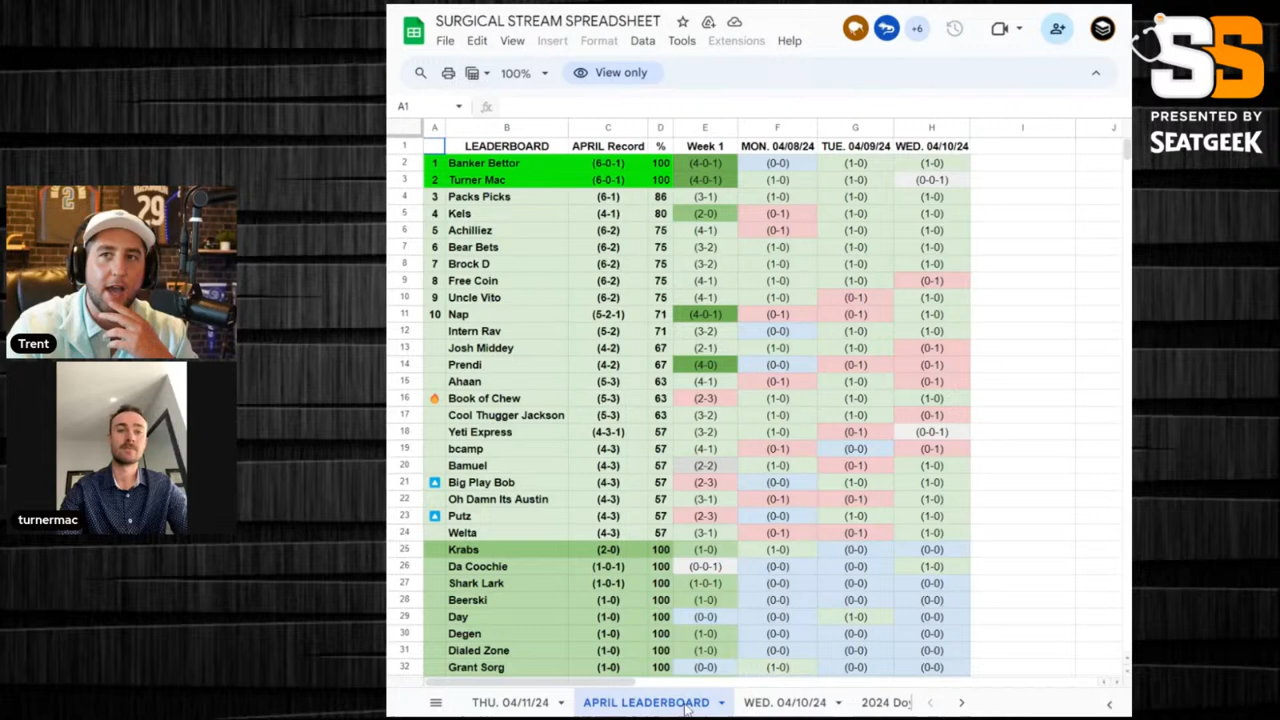 SURGICAL STREAM SPREADSHEET
File Edit View Insert Format Data Tools Extensions Help
+6
100% View only
A1 fx
A B C D E F G H I J
1 LEADERBOARD APRIL Record % Week 1 MON. 04/08/24 TUE. 04/09/24 WED. 04/10/24
2 1 Banker Bettor (6-0-1) 100 (4-0-1) (0-0) (1-0) (1-0)
3 2 Turner Mac (6-0-1) 100 (4-0-1) (1-0) (1-0) (0-0-1)
4 3 Packs Picks (6-1) 86 (3-1) (1-0) (1-0) (1-0)
5 4 Kels (4-1) 80 (2-0) (0-1) (1-0) (1-0)
6 5 Achilliez (6-2) 75 (4-1) (0-1) (1-0) (1-0)
7 6 Bear Bets (6-2) 75 (3-2) (1-0) (1-0) (1-0)
8 7 Brock D (6-2) 75 (3-2) (1-0) (1-0) (1-0)
9 8 Free Coin (6-2) 75 (4-1) (1-0) (1-0) (0-1)
10 9 Uncle Vito (6-2) 75 (4-1) (1-0) (0-1) (1-0)
11 10 Nap (5-2-1) 71 (4-0-1) (0-1) (0-1) (1-0)
12 Intern Rav (5-2) 71 (3-2) (0-0) (1-0) (1-0)
13 Josh Middey (4-2) 67 (2-1) (1-0) (1-0) (0-1)
14 Prendi (4-2) 67 (4-0) (0-0) (0-1) (0-1)
15 Ahaan (5-3) 63 (4-1) (0-1) (1-0) (0-1)
16 Book of Chew (5-3) 63 (2-3) (1-0) (1-0) (1-0)
17 Cool Thugger Jackson (5-3) 63 (3-2) (1-0) (1-0) (0-1)
18 Yeti Express (4-3-1) 57 (3-2) (1-0) (0-1) (0-0-1)
19 bcamp (4-3) 57 (4-1) (0-1) (0-0) (0-1)
20 Bamuel (4-3) 57 (2-2) (1-0) (0-1) (1-0)
21 Big Play Bob (4-3) 57 (2-3) (0-0) (1-0) (1-0)
22 Oh Damn Its Austin (4-3) 57 (3-1) (0-1) (0-1) (1-0)
23 Putz (4-3) 57 (2-3) (0-0) (1-0) (1-0)
24 Welta (4-3) 57 (3-1) (0-1) (0-1) (1-0)
25 Krabs (2-0) 100 (1-0) (1-0) (0-0) (0-0)
26 Da Coochie (1-0-1) 100 (0-0-1) (0-0) (0-0) (1-0)
27 Shark Lark (1-0-1) 100 (1-0-1) (0-0) (0-0) (0-0)
28 Beerski (1-0) 100 (1-0) (0-0) (0-0) (0-0)
29 Day (1-0) 100 (0-0) (0-0) (1-0) (0-0)
30 Degen (1-0) 100 (1-0) (0-0) (0-0) (0-0)
31 Dialed Zone (1-0) 100 (1-0) (0-0) (0-0) (0-0)
32 Grant Sorg (1-0) 100 (0-0) (1-0) (0-0) (0-0)
THU. 04/11/24 APRIL LEADERBOARD WED. 04/10/24 2024 Do
29
Trent
turnermac
SS
PRESENTED BY
SEATGEEK